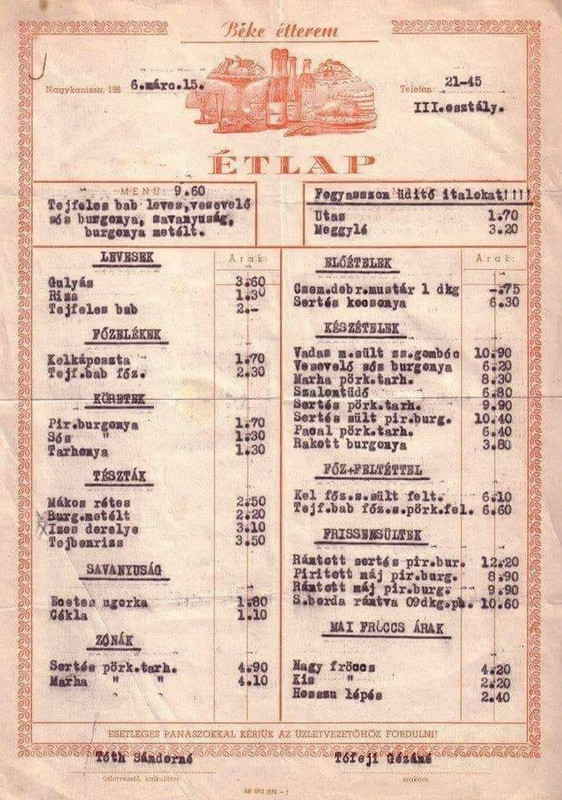 Béke étterem
Nagykanizsa, 196 6.márc.15.
Telefon: 21-45
III.osztály.
ÉTLAP
MENÜ: 9.60
Tejfeles bab leves,vesevelő
sós burgonya, savanyuság,
burgonya metélt.
Fogyasszon üditő italokat!!!!
Utas 1.70
Meggylé 3.20
LEVESEK
Árak:
Gulyás 3.60
Rizs 1.30
Tejfeles bab 2.-
FŐZELÉKEK
Kelkáposzta 1.70
Tejf.bab főz. 2.30
KÖRETEK
Pir.burgonya 1.70
Sós " 1.30
Tarhonya 1.30
TÉSZTÁK
Mákos rétes 2.50
Burg.metélt 2.20
Izes derelye 3.10
Tejbenrizs 3.50
SAVANYUSÁG
Ecetes ugorka 1.80
Cékla 1.10
ZÓNÁK
Sertés pörk.tarh. 4.90
Marha " " 4.10
ELŐÉTELEK
Árak:
Csem.debr.mustár 1 dkg -.75
Sertés kocsonya 6.30
KÉSZÉTELEK
Vadas m.sült zs.gombóc 10.90
Vesevelő sós burgonya 6.20
Marha pörk.tarh. 8.30
Szalontüdő 6.80
Sertés pörk.tarh. 9.90
Sertés sült pir.burg. 10.40
Pacal pörk.tarh. 6.40
Rakott burgonya 3.80
FŐZ+FELTÉTTEL
Kel főz.s.sült felt. 6.10
Tejf.bab főz.s.pörk.fel. 6.60
FRISSENSÜLTEK
Rántott sertés pir.bur. 12.20
Piritott máj pir.burg. 8.90
Rántott máj pir.burg. 9.90
S.borda rántva 09dkg.pb. 10.60
MAI FRÖCCS ÁRAK
Nagy fröccs 4.20
Kis " 2.20
Hosszu lépés 2.40
ESETLEGES PANASZOKKAL KÉRJÜK AZ ÜZLETVEZETŐHÖZ FORDULNI!
Tóth Sándorné
Tófeji Gézáné
üzletvezető, kalkulátor
szakács